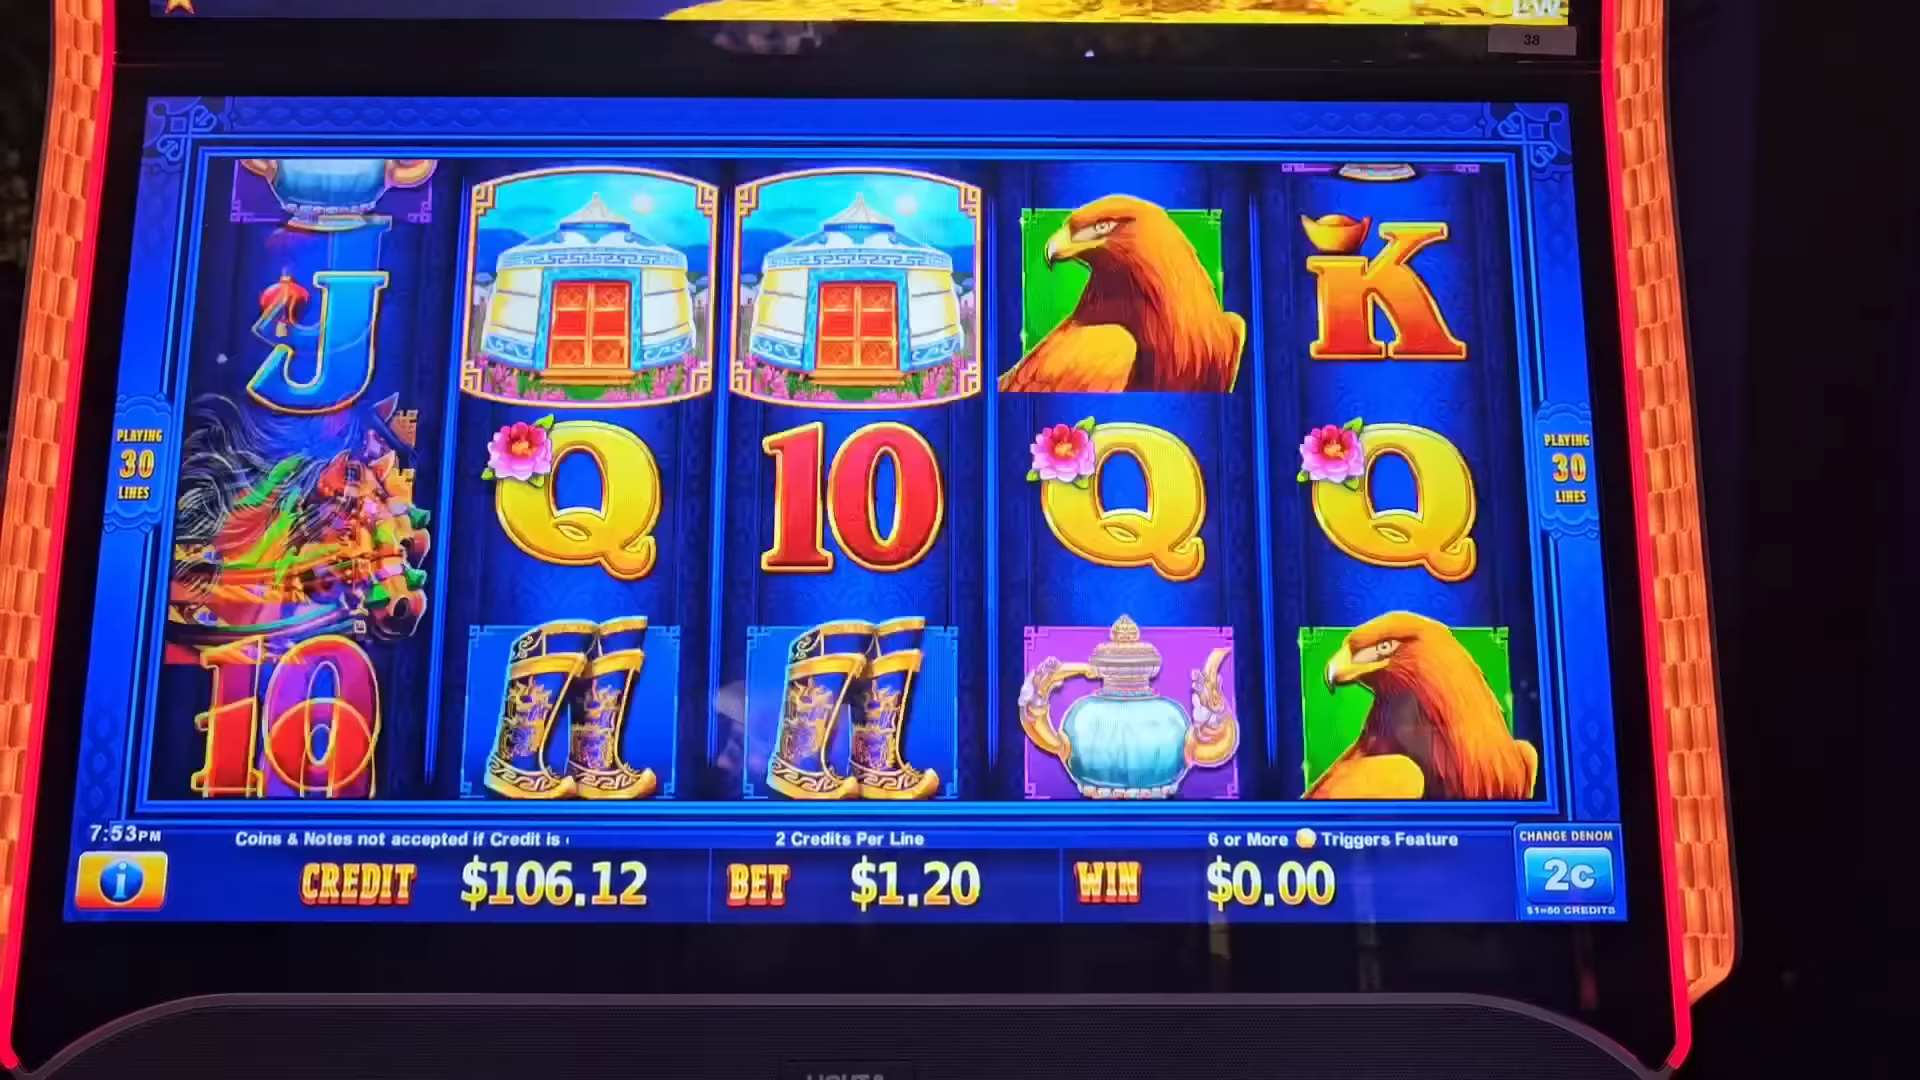 38
J
K
PLAYING
30
LINES
Q
10
Q
Q
PLAYING
30
LINES
10
7:53PM
Coins & Notes not accepted if Credit is
2 Credits Per Line
6 or More Triggers Feature
CHANGE DENOM
CREDIT $106.12
BET $1.20
WIN $0.00
2c
$1=50 CREDITS